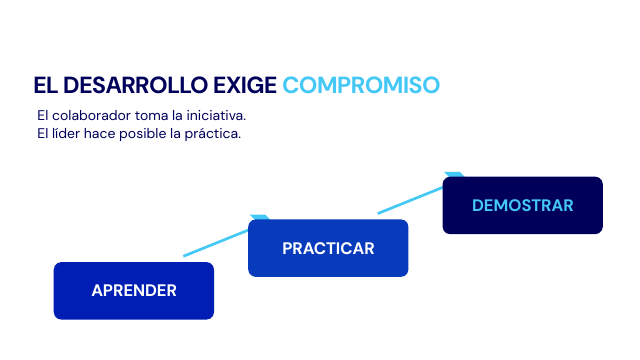 EL DESARROLLO EXIGE COMPROMISO
El colaborador toma la iniciativa.
El líder hace posible la práctica.
APRENDER
PRACTICAR
DEMOSTRAR